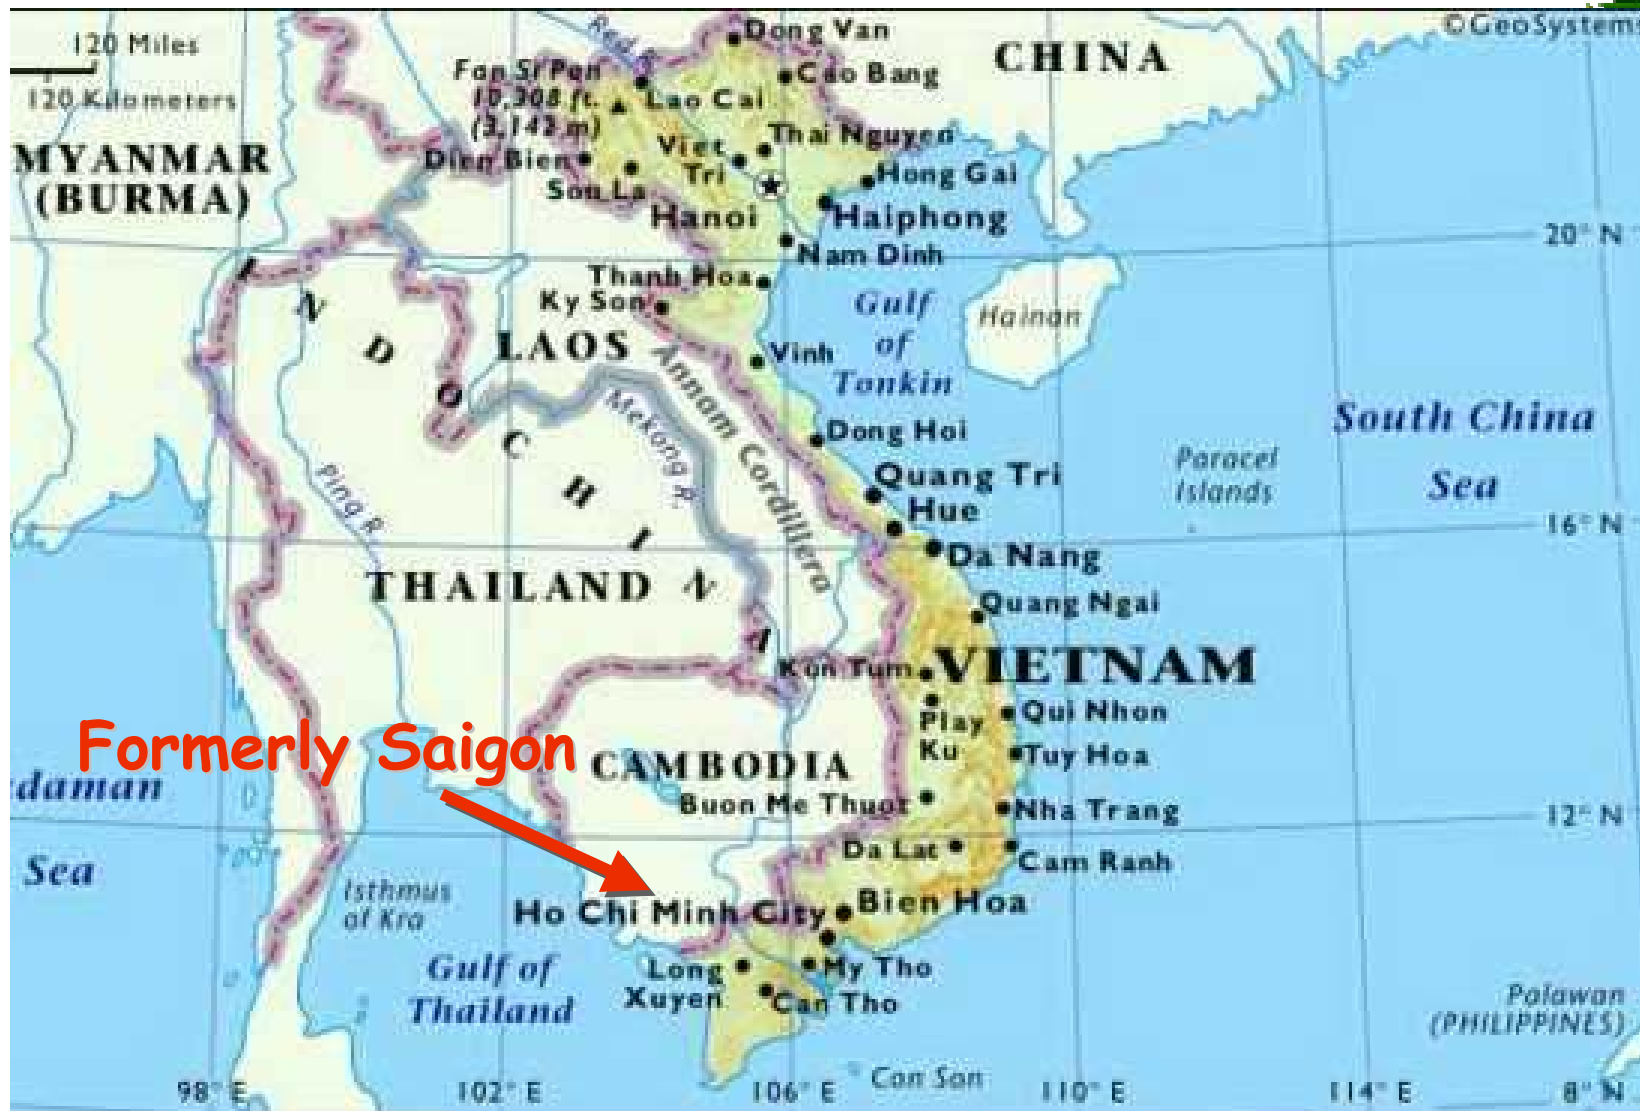 ©GeoSystems
120 Miles
120 Kilometers
Red R.
Dong Van
Cao Bang
CHINA
Fan Si Pan
10,308 ft.
(3,142 m)
Lao Cai
MYANMAR
(BURMA)
Dien Bien
Viet
Tri
Thai Nguyen
Son La
Hong Gai
Hanoi
Haiphong
20° N
Nam Dinh
Thanh Hoa
Ky Son
Gulf
of
Tonkin
Hainan
INDOCHINA
LAOS
Vinh
Annam Cordillera
Mekong R.
Dong Hoi
South China
Sea
Paracel
Islands
Ping R.
Quang Tri
Hue
16° N
Da Nang
THAILAND
Quang Ngai
Kon Tum
VIETNAM
Play
Ku
Qui Nhon
Formerly Saigon
Tuy Hoa
CAMBODIA
daman
Sea
Buon Me Thuot
Nha Trang
12° N
Da Lat
Cam Ranh
Isthmus
of Kra
Ho Chi Minh City
Bien Hoa
Gulf of
Thailand
Long
Xuyen
My Tho
Can Tho
Palawan
(PHILIPPINES)
Con Son
98° E
102° E
106° E
110° E
114° E
8° N